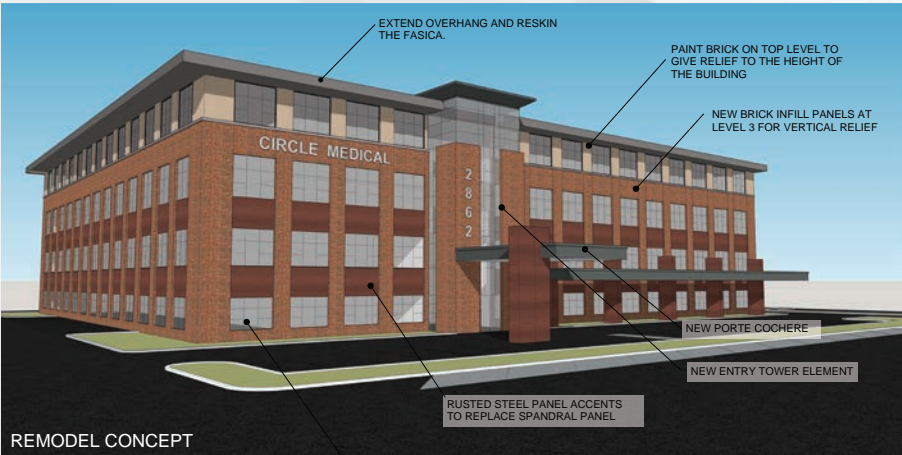 EXTEND OVERHANG AND RESKIN
THE FASICA.
PAINT BRICK ON TOP LEVEL TO
GIVE RELIEF TO THE HEIGHT OF
THE BUILDING
NEW BRICK INFILL PANELS AT
LEVEL 3 FOR VERTICAL RELIEF
CIRCLE MEDICAL
2
8
6
2
NEW PORTE COCHERE
NEW ENTRY TOWER ELEMENT
RUSTED STEEL PANEL ACCENTS
TO REPLACE SPANDRAL PANEL
REMODEL CONCEPT